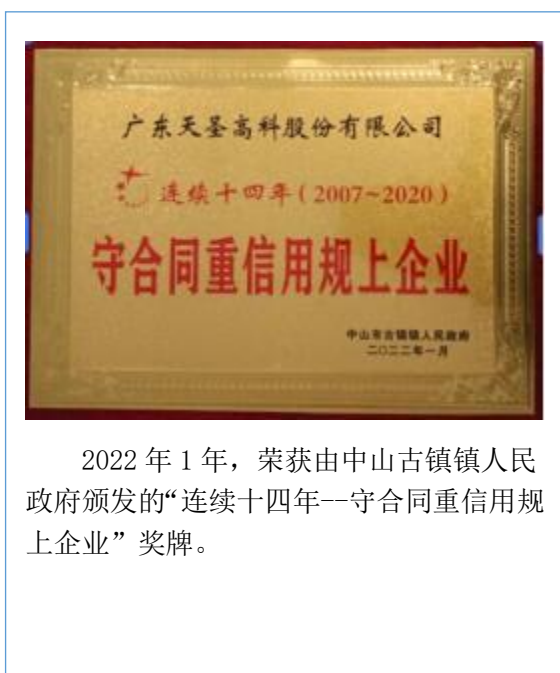 广东天圣高科股份有限公司
连续十四年(2007~2020)
守合同重信用规上企业
中山市古镇镇人民政府
二〇二二年一月
2022 年 1 年，荣获由中山古镇镇人民
政府颁发的“连续十四年--守合同重信用规
上企业”奖牌。